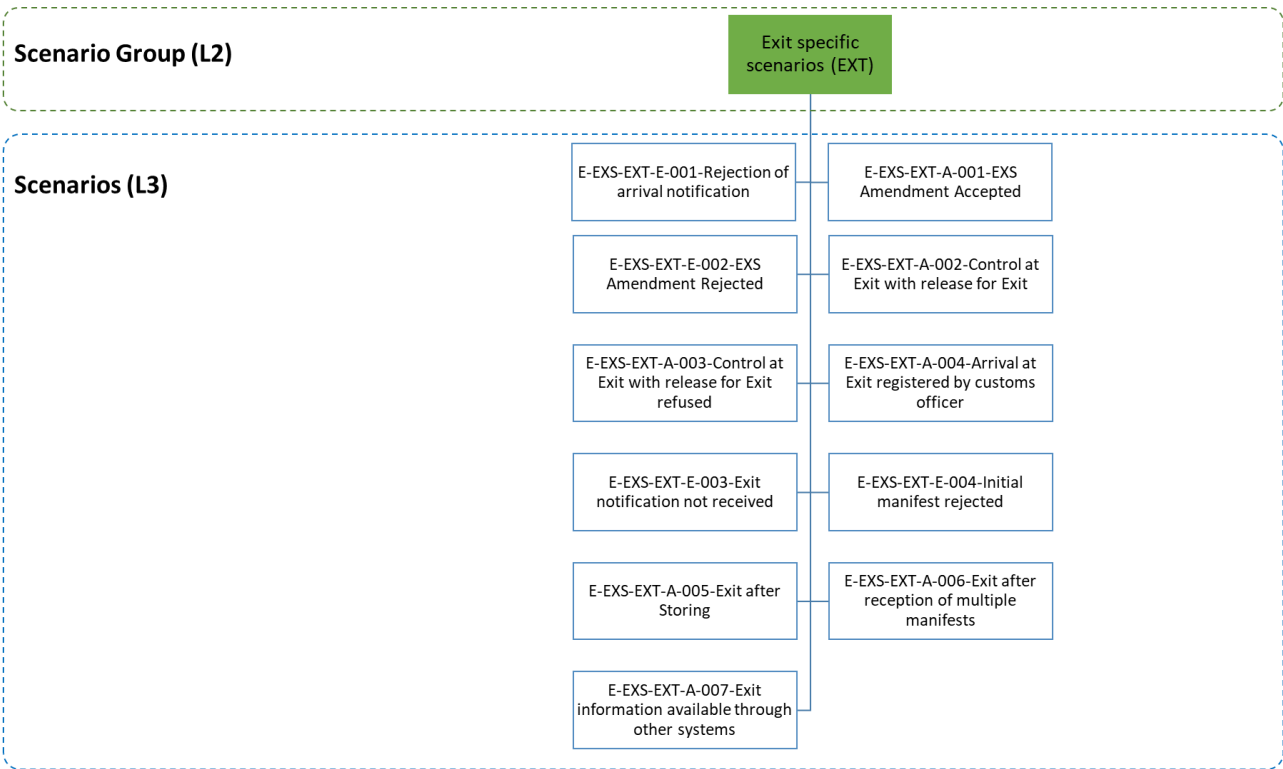 Scenario Group (L2)
Exit specific
scenarios (EXT)
Scenarios (L3)
E-EXS-EXT-E-001-Rejection of
arrival notification
E-EXS-EXT-A-001-EXS
Amendment Accepted
E-EXS-EXT-E-002-EXS
Amendment Rejected
E-EXS-EXT-A-002-Control at
Exit with release for Exit
E-EXS-EXT-A-003-Control at
Exit with release for Exit
refused
E-EXS-EXT-A-004-Arrival at
Exit registered by customs
officer
E-EXS-EXT-E-003-Exit
notification not received
E-EXS-EXT-E-004-Initial
manifest rejected
E-EXS-EXT-A-005-Exit after
Storing
E-EXS-EXT-A-006-Exit after
reception of multiple
manifests
E-EXS-EXT-A-007-Exit
information available through
other systems